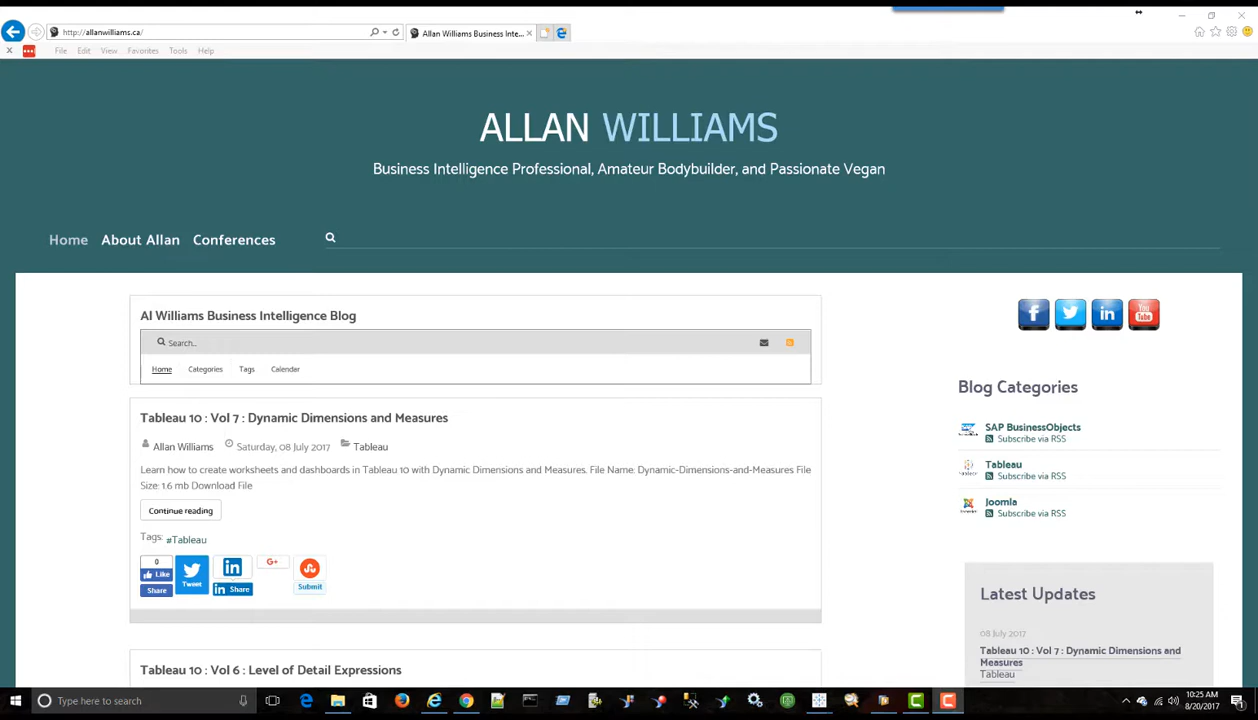 http://allanwilliams.ca/
Allan Williams Business Inte...
File Edit View Favorites Tools Help
ALLAN WILLIAMS
Business Intelligence Professional, Amateur Bodybuilder, and Passionate Vegan
Home About Allan Conferences
Al Williams Business Intelligence Blog
Search...
Home Categories Tags Calendar
Tableau 10 : Vol 7 : Dynamic Dimensions and Measures
Allan Williams Saturday, 08 July 2017 Tableau
Learn how to create worksheets and dashboards in Tableau 10 with Dynamic Dimensions and Measures. File Name: Dynamic-Dimensions-and-Measures File
Size: 1.6 mb Download File
Continue reading
Tags: #Tableau
0
Like
Share
Tweet
in
in Share
G+
Submit
Tableau 10 : Vol 6 : Level of Detail Expressions
f
in
You Tube
Blog Categories
SAP BusinessObjects
Subscribe via RSS
Tableau
Subscribe via RSS
Joomla
Subscribe via RSS
Latest Updates
08 July 2017
Tableau 10 : Vol 7 : Dynamic Dimensions and
Measures
Tableau
Type here to search
10:25 AM
8/20/2017